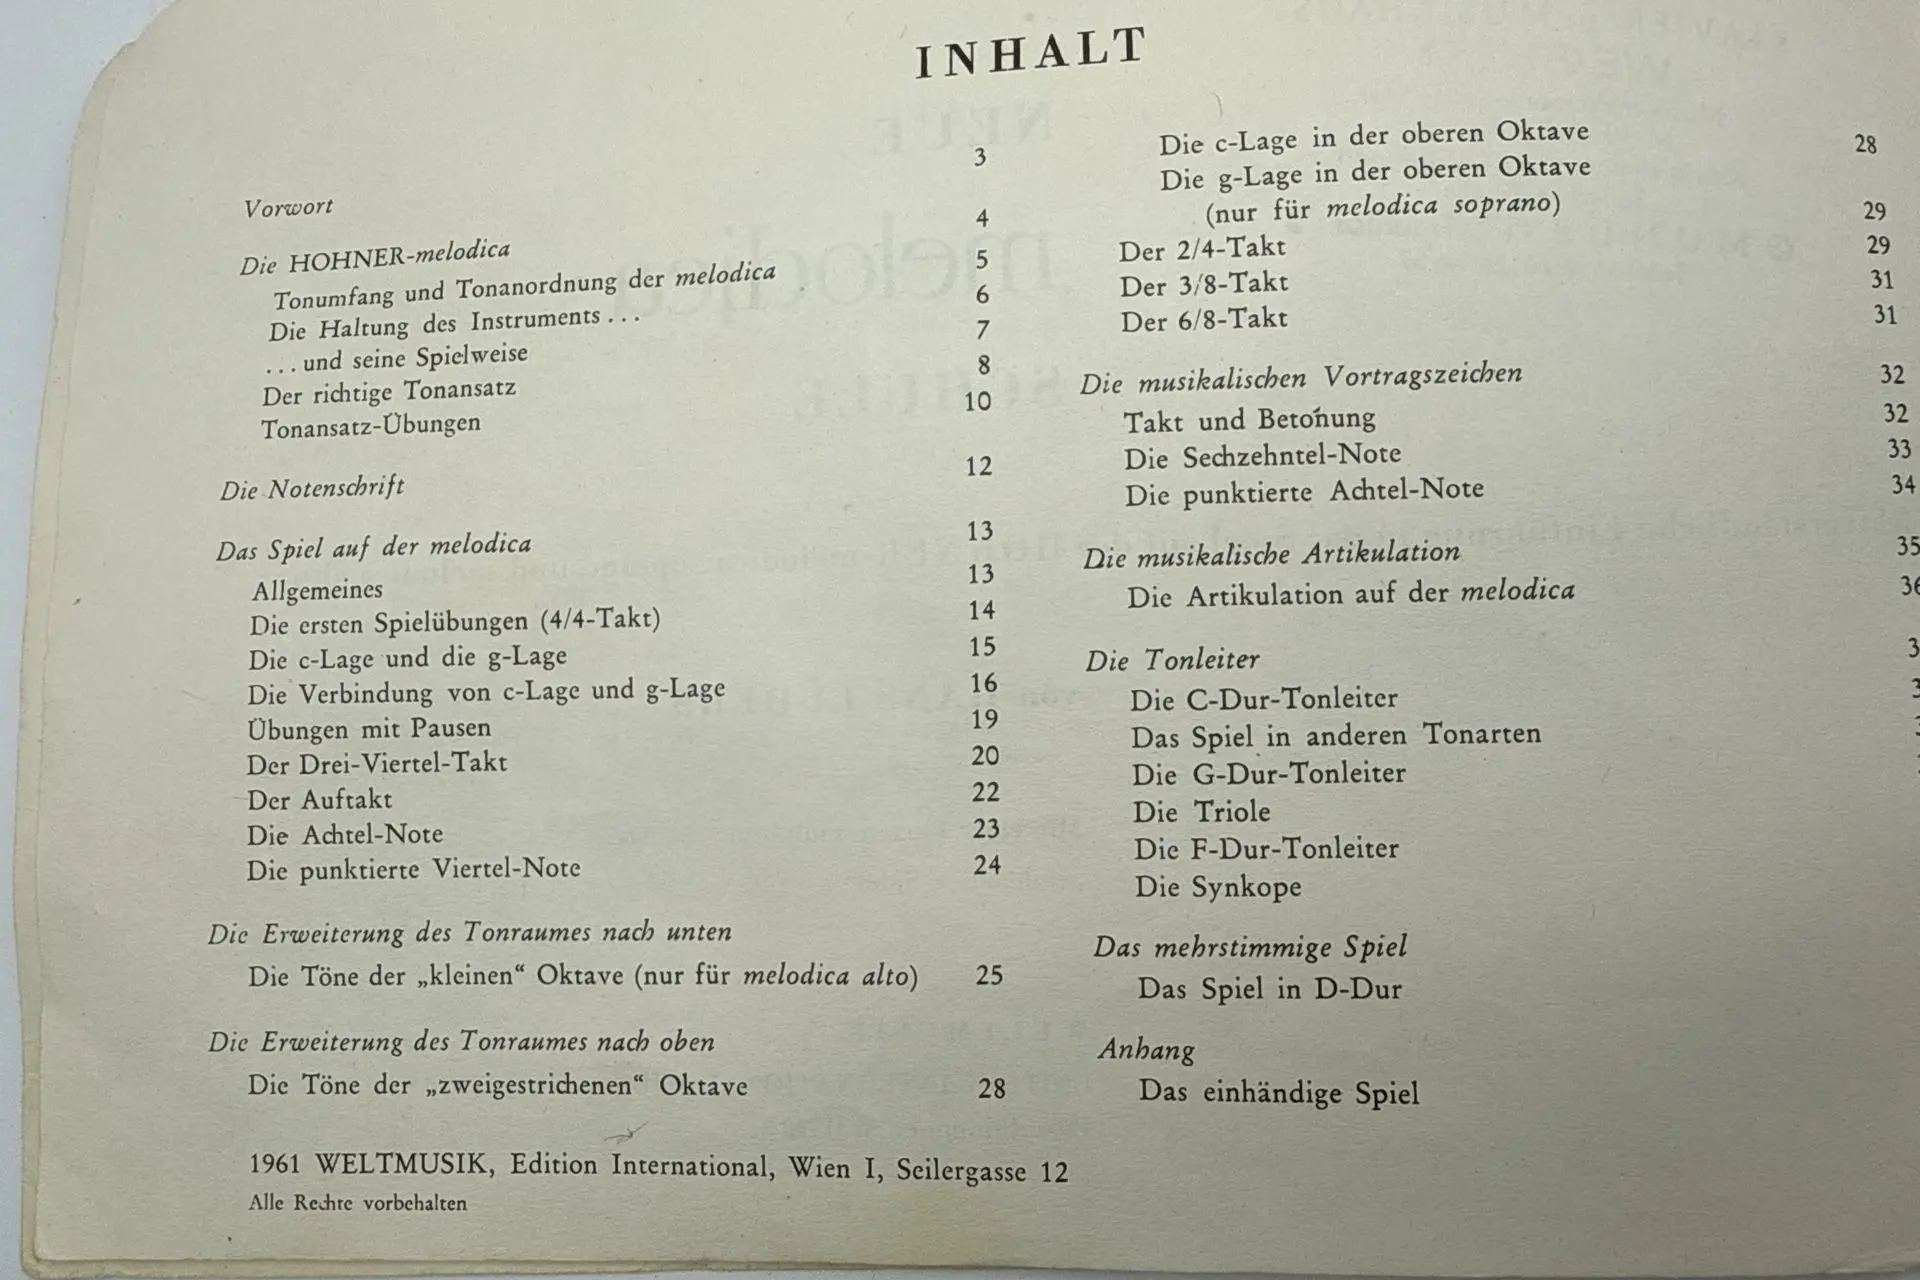 INHALT
Vorwort 3
Die HOHNER-melodica 4
Tonumfang und Tonanordnung der melodica 5
Die Haltung des Instruments . . . 6
. . . und seine Spielweise 7
Der richtige Tonansatz 8
Tonansatz-Übungen 10
Die Notenschrift 12
Das Spiel auf der melodica 13
Allgemeines 13
Die ersten Spielübungen (4/4-Takt) 14
Die c-Lage und die g-Lage 15
Die Verbindung von c-Lage und g-Lage 16
Übungen mit Pausen 19
Der Drei-Viertel-Takt 20
Der Auftakt 22
Die Achtel-Note 23
Die punktierte Viertel-Note 24
Die Erweiterung des Tonraumes nach unten
Die Töne der „kleinen“ Oktave (nur für melodica alto) 25
Die Erweiterung des Tonraumes nach oben
Die Töne der „zweigestrichenen“ Oktave 28
1961 WELTMUSIK, Edition International, Wien I, Seilergasse 12
Alle Rechte vorbehalten
Die c-Lage in der oberen Oktave 28
Die g-Lage in der oberen Oktave
(nur für melodica soprano) 29
Der 2/4-Takt 29
Der 3/8-Takt 31
Der 6/8-Takt 31
Die musikalischen Vortragszeichen 32
Takt und Betonung 32
Die Sechzehntel-Note 33
Die punktierte Achtel-Note 34
Die musikalische Artikulation 35
Die Artikulation auf der melodica 36
Die Tonleiter
Die C-Dur-Tonleiter
Das Spiel in anderen Tonarten
Die G-Dur-Tonleiter
Die Triole
Die F-Dur-Tonleiter
Die Synkope
Das mehrstimmige Spiel
Das Spiel in D-Dur
Anhang
Das einhändige Spiel